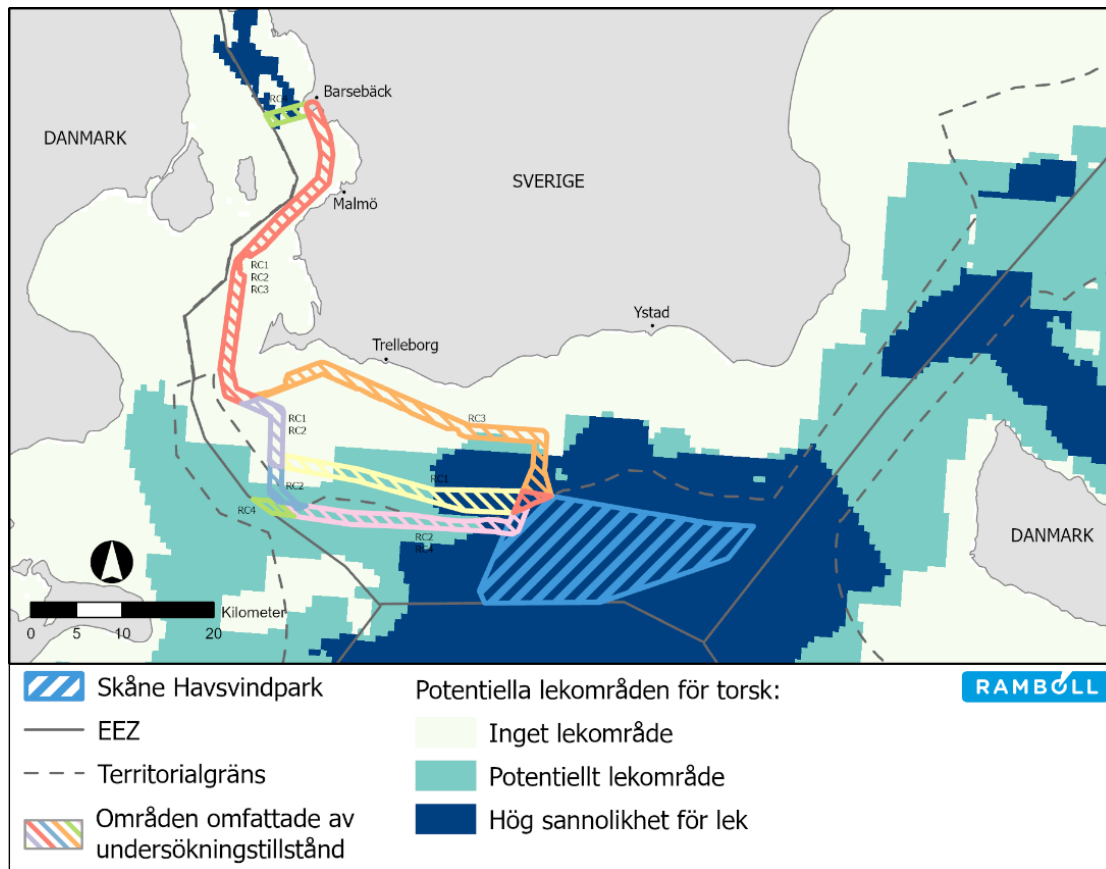 RC4
Barsebäck
DANMARK
SVERIGE
Malmö
RC1
RC2
RC3
Ystad
Trelleborg
RC3
RC1
RC2
RC1
RC2
RC4
RC2
RC4
DANMARK
Kilometer
0 5 10 20
Skåne Havsvindpark
EEZ
Territorialgräns
Områden omfattade av
undersökningstillstånd
Potentiella lekområden för torsk:
Inget lekområde
Potentiellt lekområde
Hög sannolikhet för lek
RAMBOLL